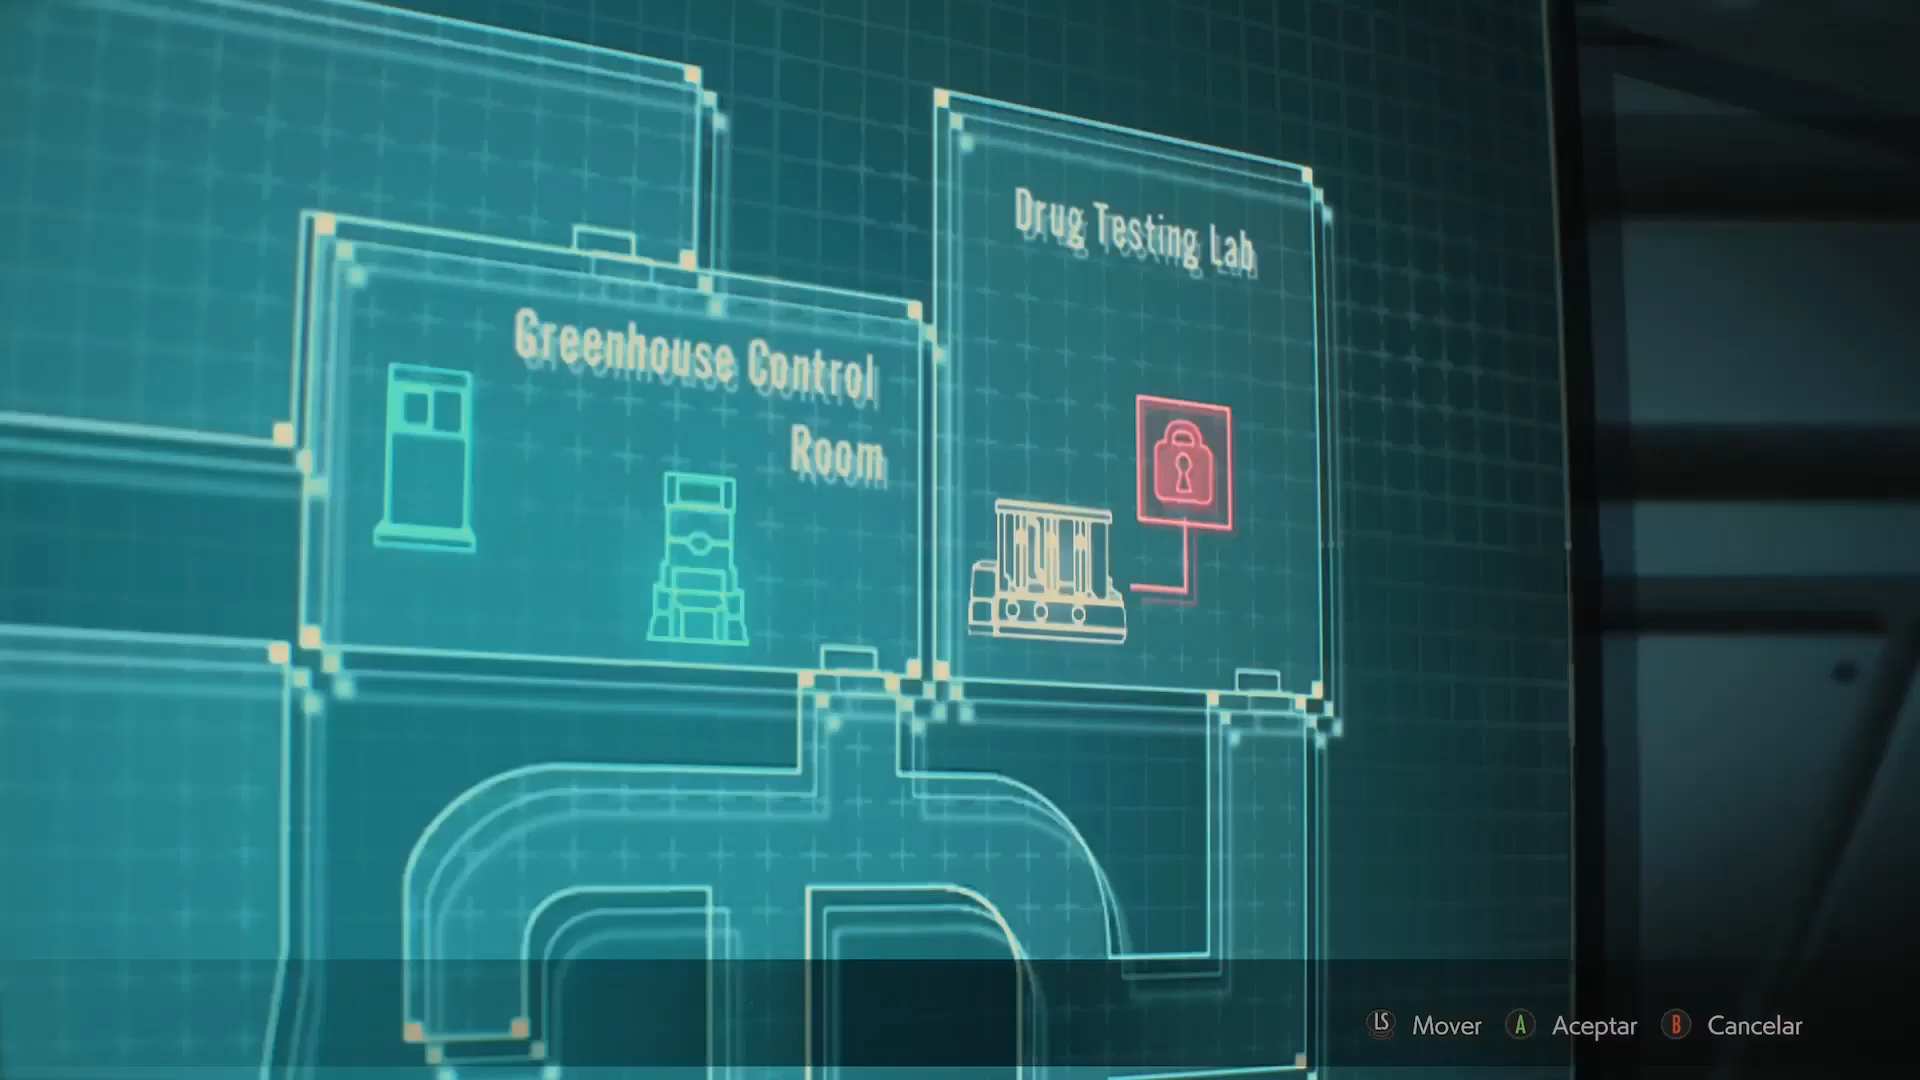 Drug Testing Lab
Greenhouse Control
Room
LS Mover A Aceptar B Cancelar